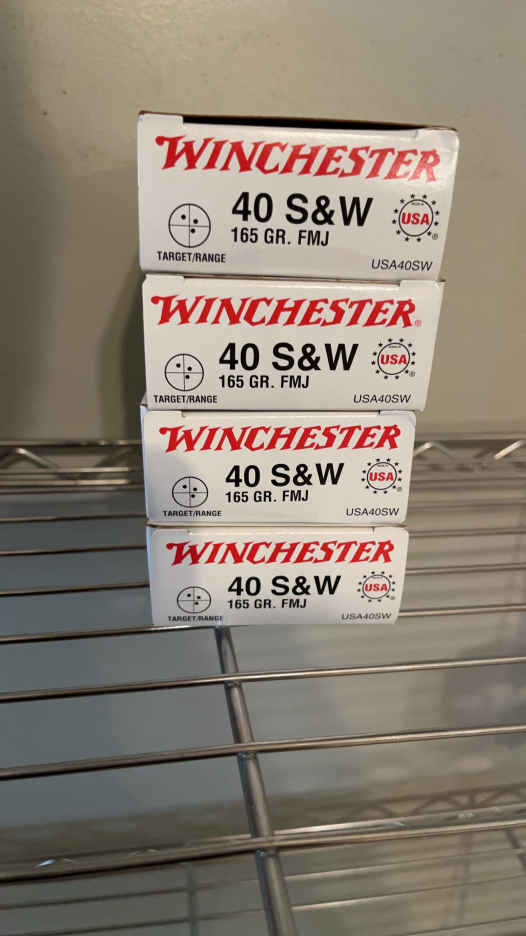 WINCHESTER
40 S&W
165 GR. FMJ
USA
®
TARGET/RANGE
USA40SW
WINCHESTER®
40 S&W
165 GR. FMJ
USA
®
TARGET/RANGE
USA40SW
WINCHESTER
40 S&W
165 GR. FMJ
USA
®
TARGET/RANGE
USA40SW
WINCHESTER
40 S&W
165 GR. FMJ
USA
TARGET/RANGE
USA40SW